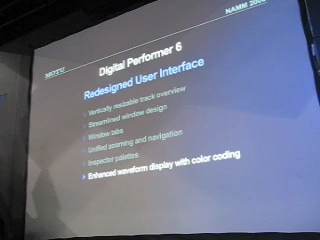 MOTU
NAMM 2008
Digital Performer 6
Redesigned User Interface
Vertically resizable track overview
Streamlined window design
Window tabs
Unified zooming and navigation
Inspector palettes
Enhanced waveform display with color coding